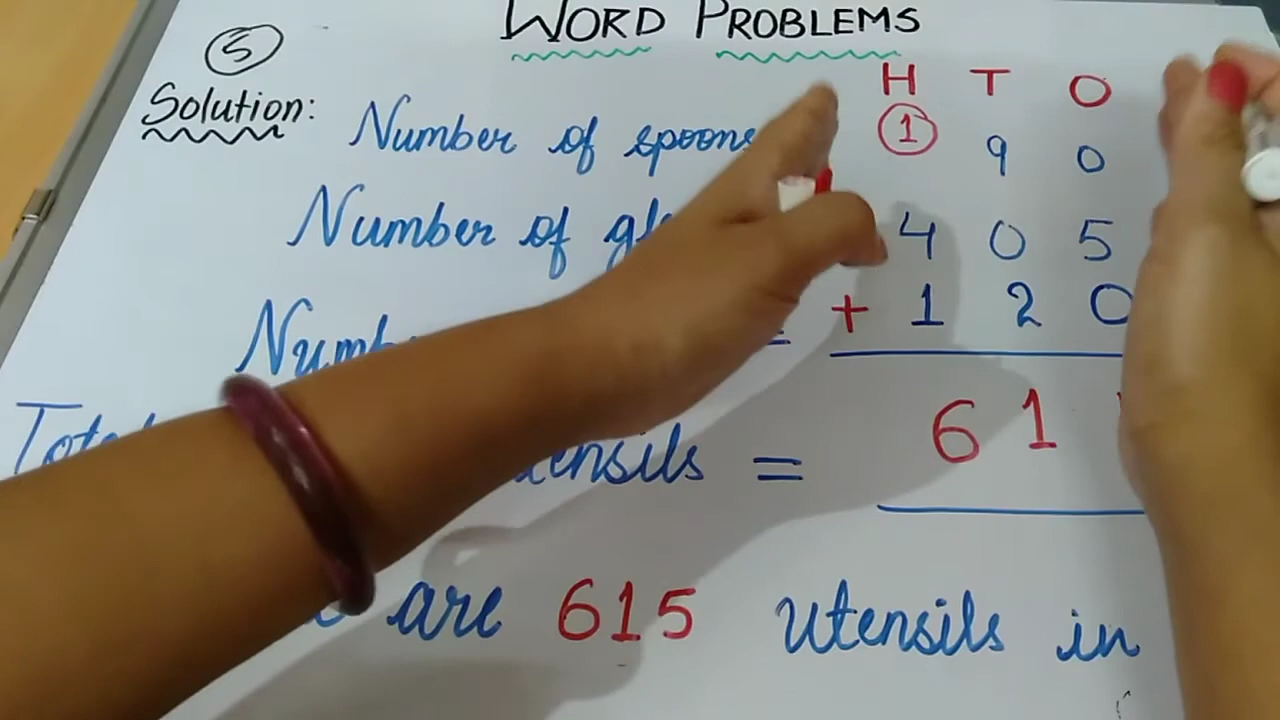 WORD PROBLEMS
5
Solution:
H T O
1
Number of spoons 9 0
Number of 4 0 5
= + 1 2 0
= 6 1
are 615 utensils in